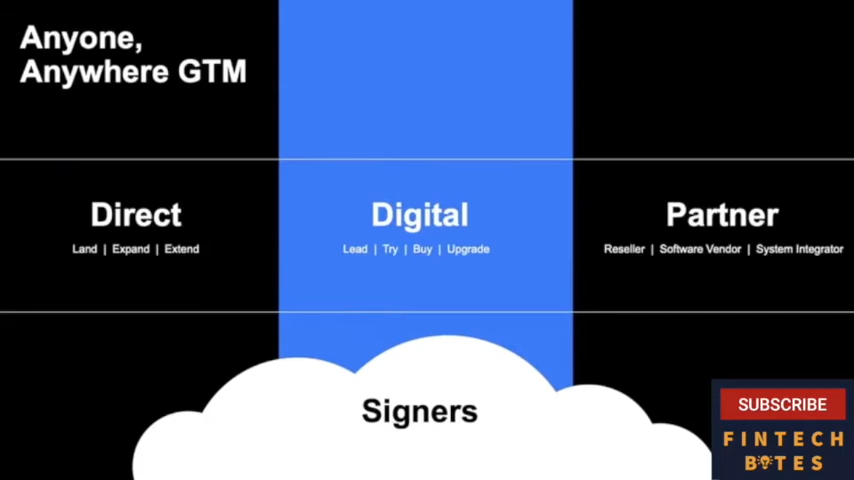 Anyone,
Anywhere GTM
Direct
Land | Expand | Extend
Digital
Lead | Try | Buy | Upgrade
Partner
Reseller | Software Vendor | System Integrator
Signers
SUBSCRIBE
FINTECH
BYTES